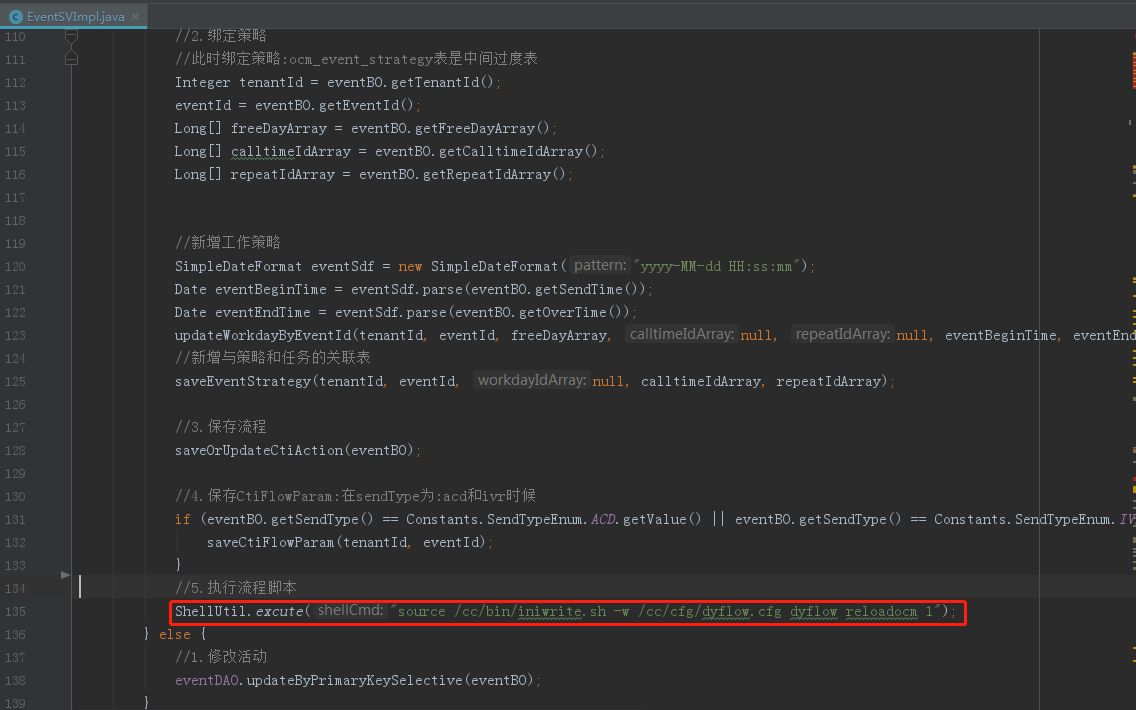 EventSVImpl.java
110 //2.绑定策略
111 //此时绑定策略:ocm_event_strategy表是中间过度表
112 Integer tenantId = eventBO.getTenantId();
113 eventId = eventBO.getEventId();
114 Long[] freeDayArray = eventBO.getFreeDayArray();
115 Long[] calltimeIdArray = eventBO.getCalltimeIdArray();
116 Long[] repeatIdArray = eventBO.getRepeatIdArray();
117
118
119 //新增工作策略
120 SimpleDateFormat eventSdf = new SimpleDateFormat( pattern: "yyyy-MM-dd HH:ss:mm");
121 Date eventBeginTime = eventSdf.parse(eventBO.getSendTime());
122 Date eventEndTime = eventSdf.parse(eventBO.getOverTime());
123 updateWorkdayByEventId(tenantId, eventId, freeDayArray, calltimeIdArray: null, repeatIdArray: null, eventBeginTime, eventEnd
124 //新增与策略和任务的关联表
125 saveEventStrategy(tenantId, eventId, workdayIdArray: null, calltimeIdArray, repeatIdArray);
126
127 //3.保存流程
128 saveOrUpdateCtiAction(eventBO);
129
130 //4.保存CtiFlowParam:在sendType为:acd和ivr时候
131 if (eventBO.getSendType() == Constants.SendTypeEnum.ACD.getValue() || eventBO.getSendType() == Constants.SendTypeEnum.IV
132 saveCtiFlowParam(tenantId, eventId);
133 }
134 //5.执行流程脚本
135 ShellUtil.excute( shellCmd: "source /cc/bin/iniwrite.sh -w /cc/cfg/dyflow.cfg dyflow reloadocm 1");
136 } else {
137 //1.修改活动
138 eventDAO.updateByPrimaryKeySelective(eventBO);
139 }